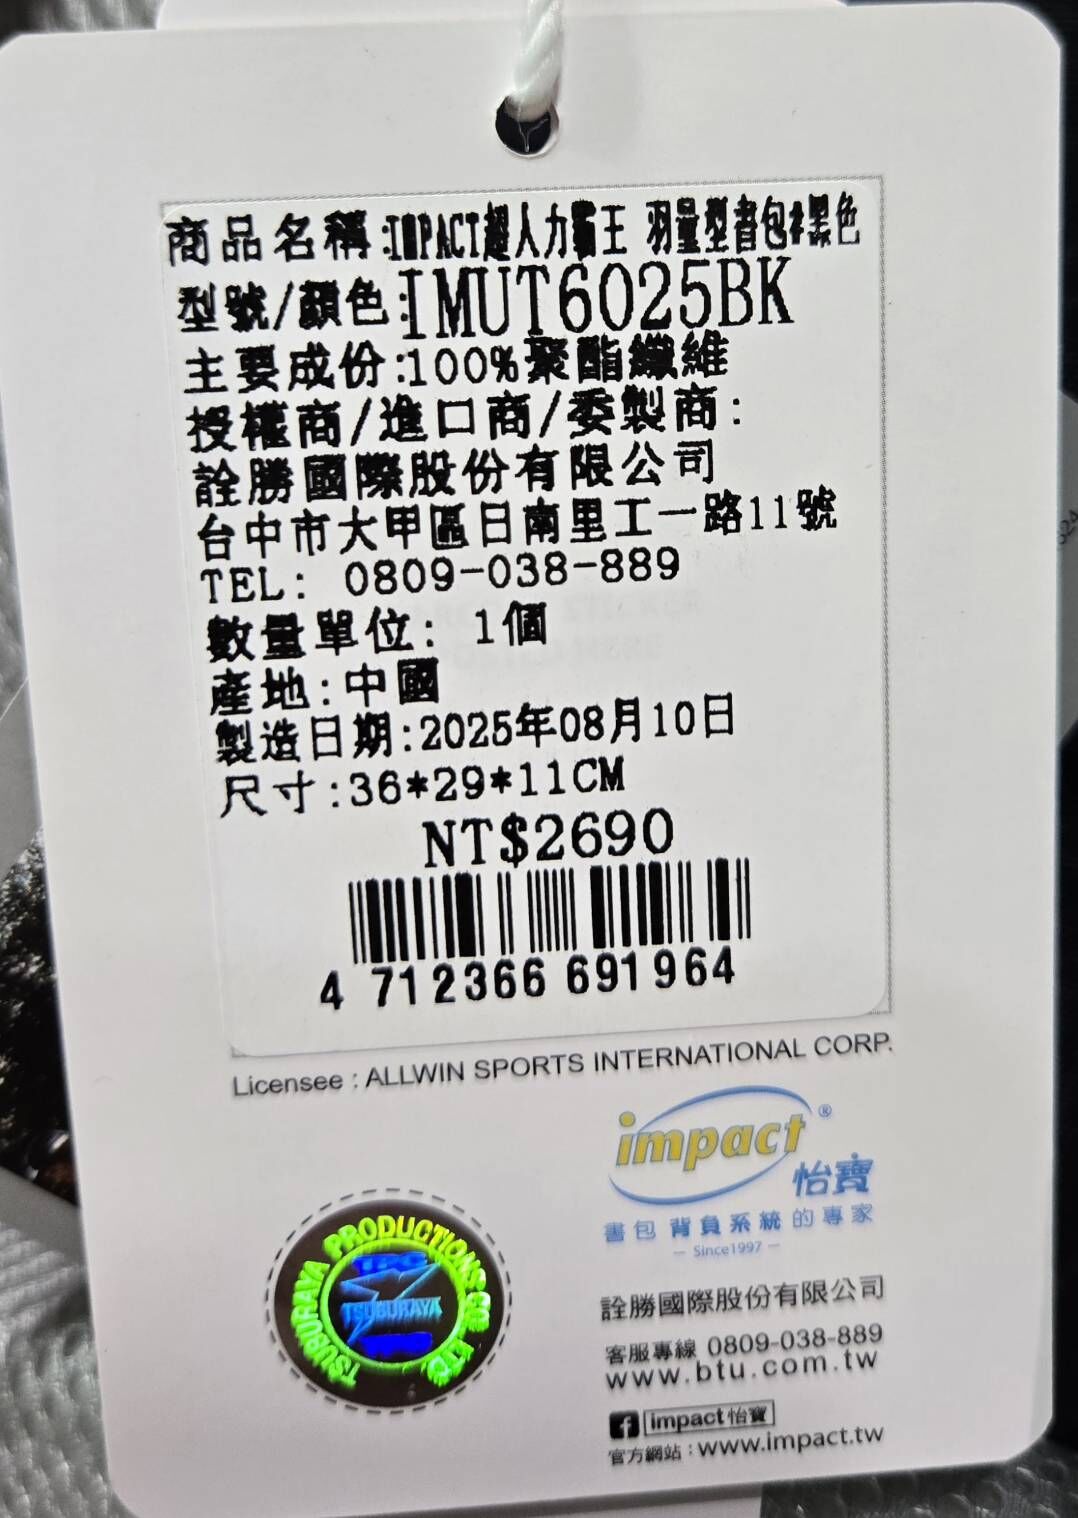 商品名稱:IMPACT超人力霸王 羽量型書包#黑色
型號/顏色:IMUT6025BK
主要成份:100%聚酯纖維
授權商/進口商/委製商:
詮勝國際股份有限公司
台中市大甲區日南里工一路11號
TEL: 0809-038-889
數量單位: 1個
產地:中國
製造日期:2025年08月10日
尺寸:36*29*11CM
NT$2690
4 712366 691964
Licensee : ALLWIN SPORTS INTERNATIONAL CORP.
impact®
怡寶
書包 背負系統的專家
– Since1997 –
TSUBURAYA PRODUCTIONS CO., LTD.
TPC
TSUBURAYA
詮勝國際股份有限公司
客服專線 0809-038-889
www.btu.com.tw
f impact怡寶
官方網站:www.impact.tw